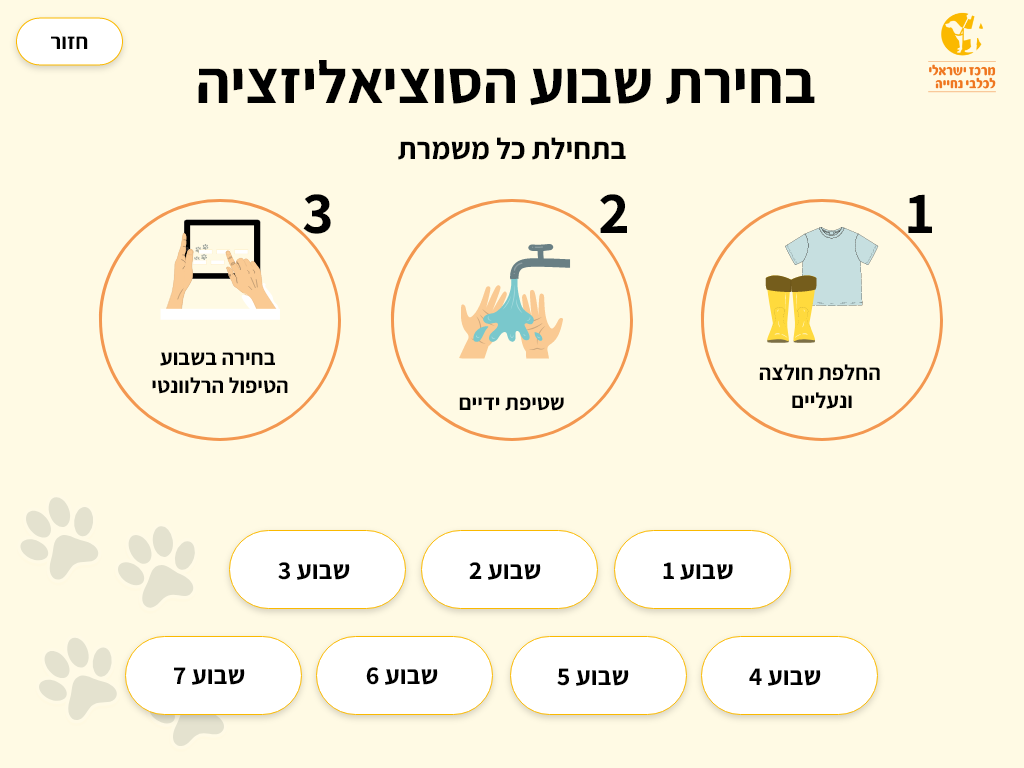 חזור
מרכז ישראלי
לכלבי נחייה
בחירת שבוע הסוציאליזציה
בתחילת כל משמרת
1
החלפת חולצה
ונעליים
2
שטיפת ידיים
3
בחירה בשבוע
הטיפול הרלוונטי
שבוע 1
שבוע 2
שבוע 3
שבוע 4
שבוע 5
שבוע 6
שבוע 7